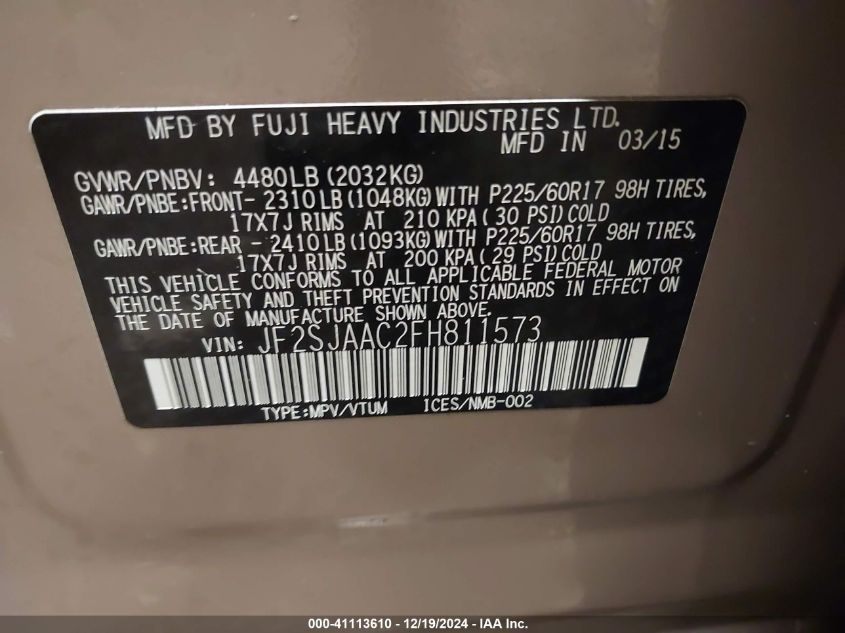 MFD BY FUJI HEAVY INDUSTRIES LTD.
MFD IN 03/15
GVWR/PNBV: 4480LB(2032KG)
GAWR/PNBE:FRONT- 2310LB(1048KG)WITH P225/60R17 98H TIRES,
17X7J RIMS AT 210 KPA(30 PSI)COLD
GAWR/PNBE:REAR - 2410LB(1093KG)WITH P225/60R17 98H TIRES,
17X7J RIMS AT 200 KPA(29 PSI)COLD
THIS VEHICLE CONFORMS TO ALL APPLICABLE FEDERAL MOTOR
VEHICLE SAFETY AND THEFT PREVENTION STANDARDS IN EFFECT ON
THE DATE OF MANUFACTURE SHOWN ABOVE.
VIN: JF2SJAAC2FH811573
TYPE:MPV/VTUM ICES/NMB-002
000-41113610 - 12/19/2024 - IAA Inc.